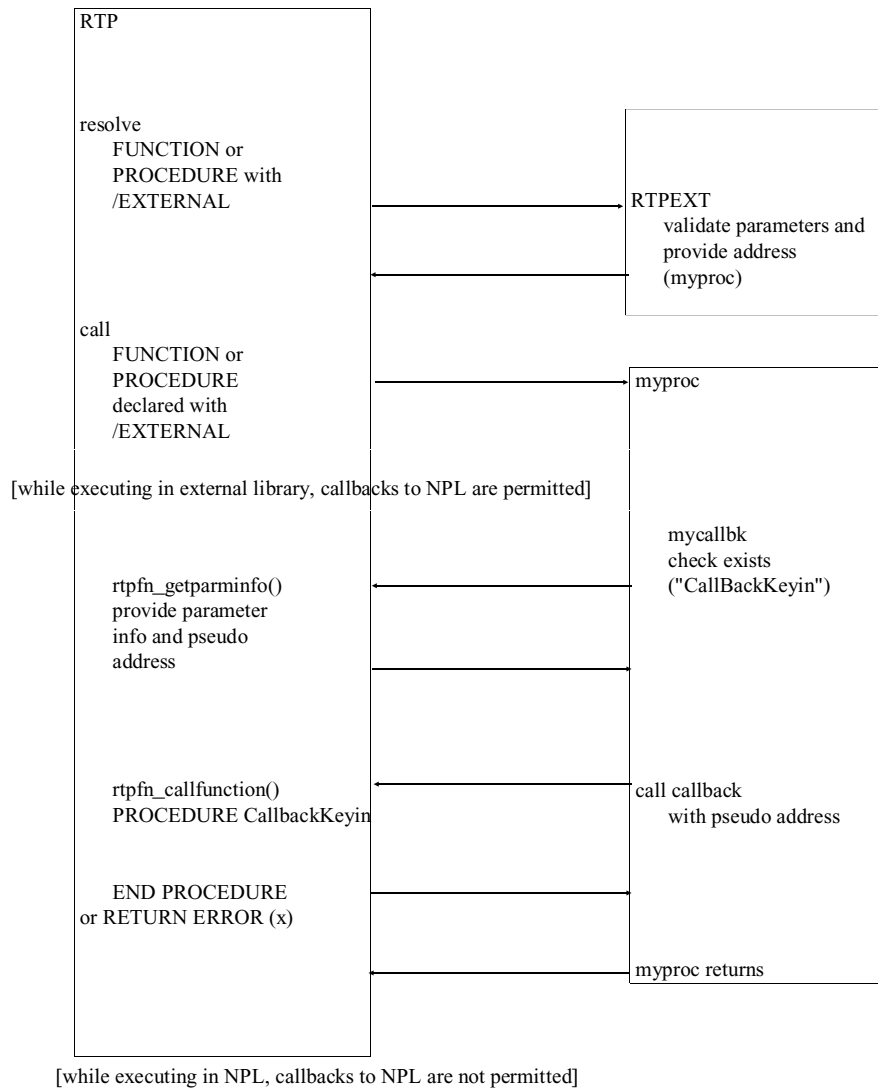 RTP
resolve
FUNCTION or
PROCEDURE with
/EXTERNAL
RTPEXT
validate parameters and
provide address
(myproc)
call
FUNCTION or
PROCEDURE
declared with
/EXTERNAL
myproc
[while executing in external library, callbacks to NPL are permitted]
mycallbk
check exists
("CallBackKeyin")
rtpfn_getparminfo()
provide parameter
info and pseudo
address
rtpfn_callfunction()
PROCEDURE CallbackKeyin
call callback
with pseudo address
END PROCEDURE
or RETURN ERROR (x)
myproc returns
[while executing in NPL, callbacks to NPL are not permitted]